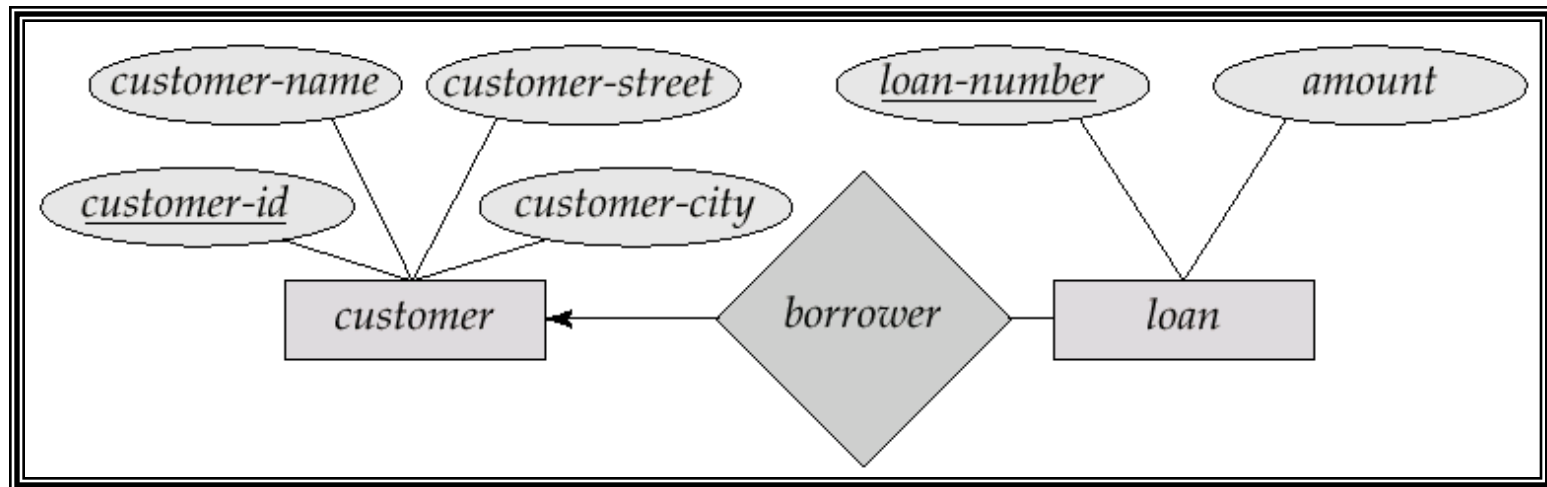 customer-name
customer-street
loan-number
amount
customer-id
customer-city
customer
borrower
loan